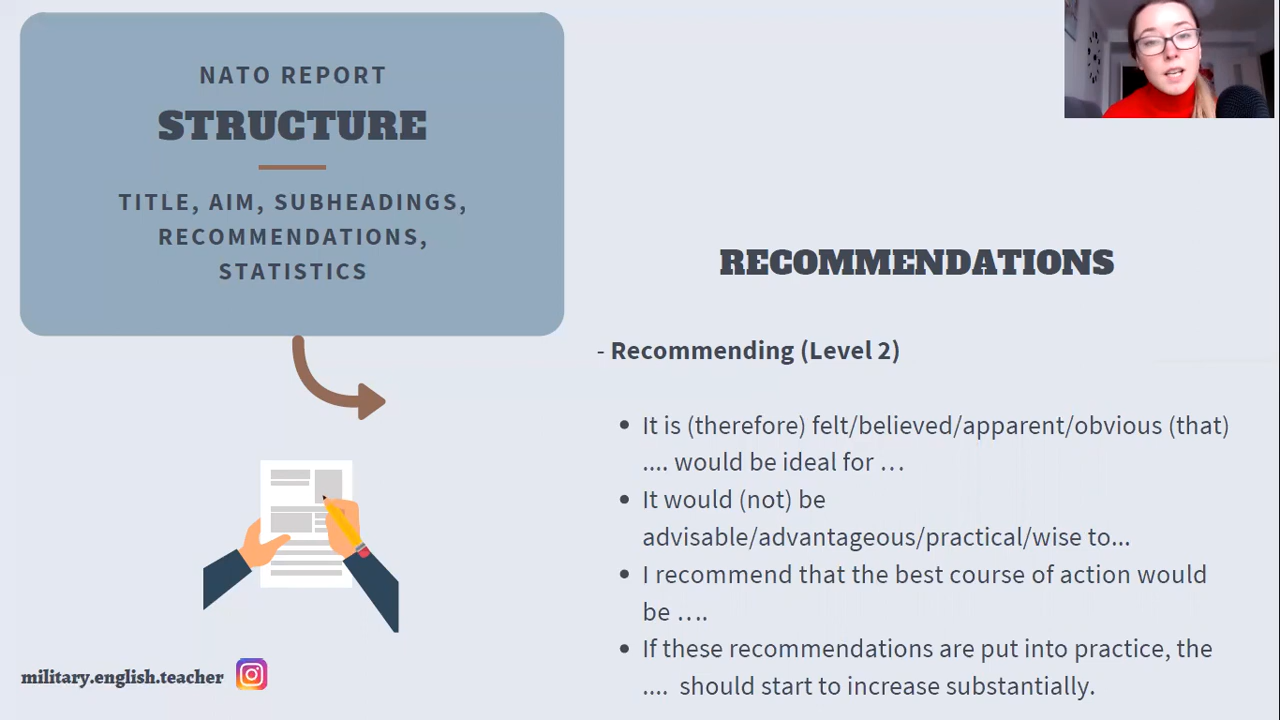 NATO REPORT
STRUCTURE
TITLE, AIM, SUBHEADINGS,
RECOMMENDATIONS,
STATISTICS
RECOMMENDATIONS
- Recommending (Level 2)
• It is (therefore) felt/believed/apparent/obvious (that)
.... would be ideal for ...
• It would (not) be
advisable/advantageous/practical/wise to...
• I recommend that the best course of action would
be ....
• If these recommendations are put into practice, the
.... should start to increase substantially.
military.english.teacher